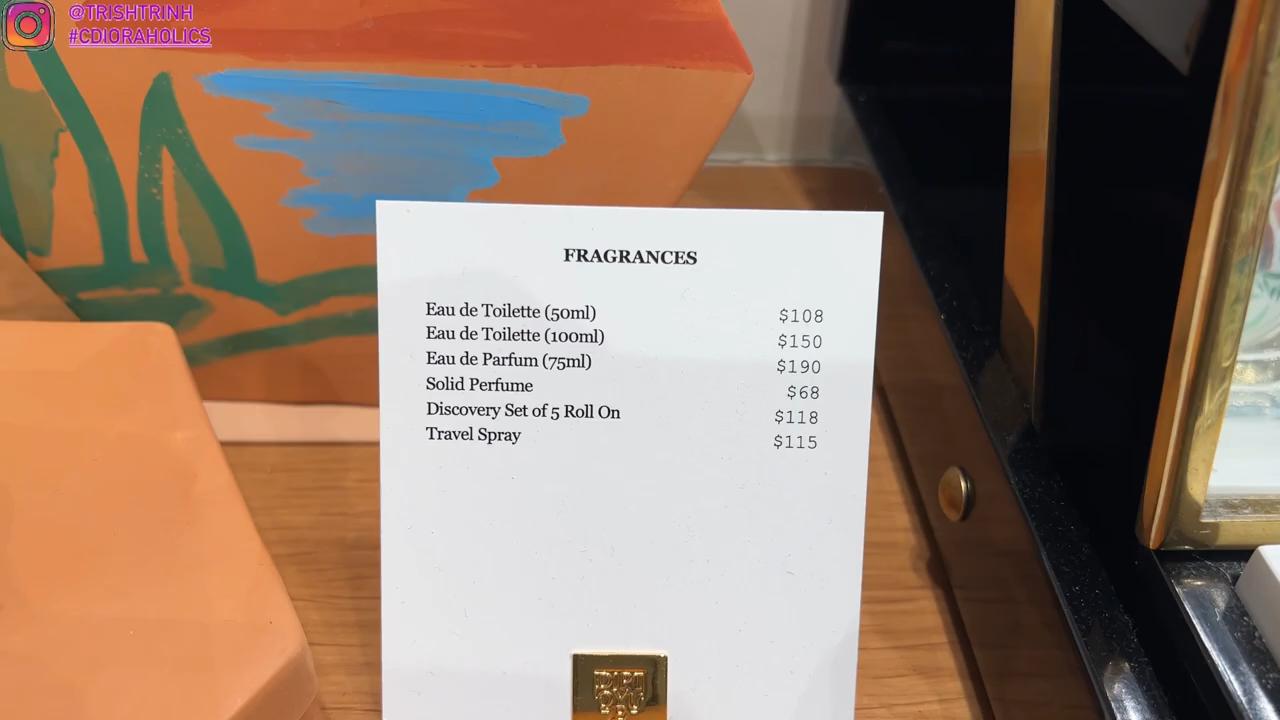 @TRISHTRINH
#CDIORAHOLICS
FRAGRANCES
Eau de Toilette (50ml) $108
Eau de Toilette (100ml) $150
Eau de Parfum (75ml) $190
Solid Perfume $68
Discovery Set of 5 Roll On $118
Travel Spray $115